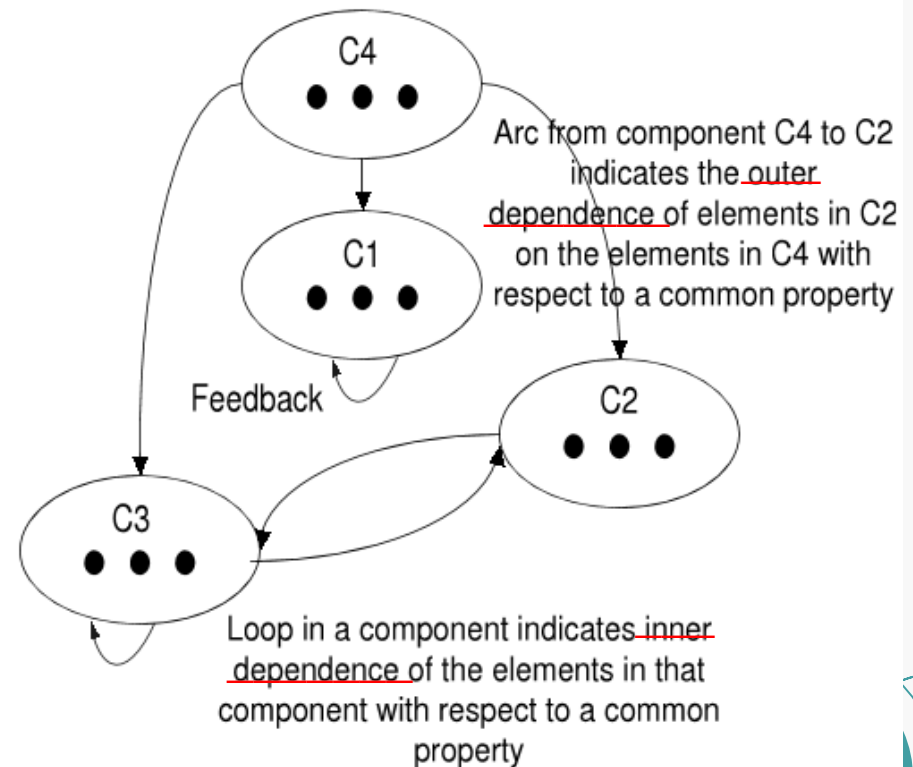 C4
Arc from component C4 to C2
indicates the outer
dependence of elements in C2
on the elements in C4 with
respect to a common property
C1
Feedback
C2
C3
Loop in a component indicates inner
dependence of the elements in that
component with respect to a common
property